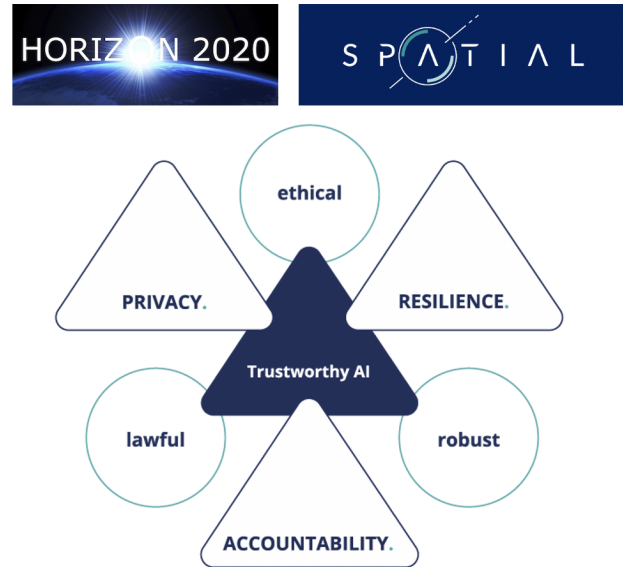 HORIZON 2020
SPATIAL
ethical
PRIVACY.
RESILIENCE.
Trustworthy AI
lawful
robust
ACCOUNTABILITY.